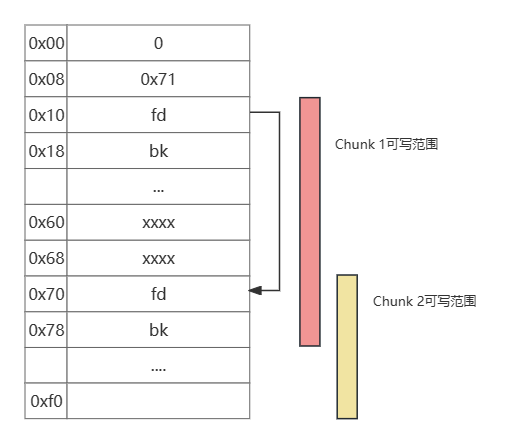 0x00 0
0x08 0x71
0x10 fd
0x18 bk
...
0x60 xxxx
0x68 xxxx
0x70 fd
0x78 bk
....
0xf0
Chunk 1可写范围
Chunk 2可写范围